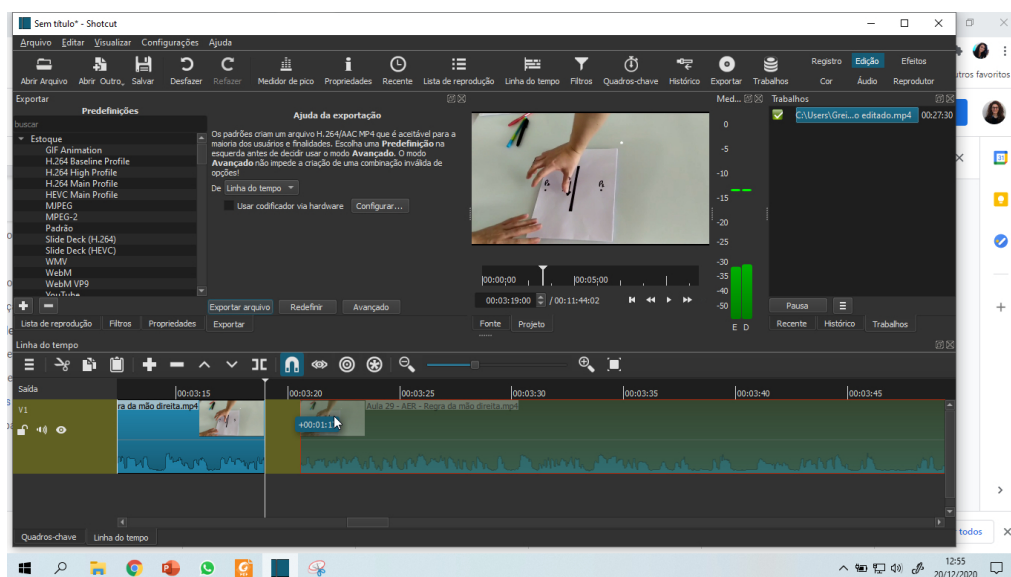 Sem título* - Shotcut
Arquivo Editar Visualizar Configurações Ajuda
Abrir Arquivo Abrir Outro... Salvar Desfazer Refazer Medidor de pico Propriedades Recente Lista de reprodução Linha do tempo Filtros Quadros-chave Histórico Exportar Trabalhos
Registro Edição Efeitos
Cor Áudio Reprodutor
utros favoritos
Exportar
Predefinições
buscar
Estoque
GIF Animation
H.264 Baseline Profile
H.264 High Profile
H.264 Main Profile
HEVC Main Profile
MJPEG
MPEG-2
Padrão
Slide Deck (H.264)
Slide Deck (HEVC)
WMV
WebM
WebM VP9
YouTube
Ajuda da exportação
Os padrões criam um arquivo H.264/AAC MP4 que é aceitável para a
maioria dos usuários e finalidades. Escolha uma Predefinição na
esquerda antes de decidir usar o modo Avançado. O modo
Avançado não impede a criação de uma combinação inválida de
opções!
De Linha do tempo
Usar codificador via hardware Configurar...
Exportar arquivo Redefinir Avançado
Lista de reprodução Filtros Propriedades Exportar
00:00;00 00:05;00
00:03:19:00 / 00:11:44:02
Fonte Projeto
Med...
0
-5
-10
-15
-20
-25
-30
-35
-40
-50
E D
Trabalhos
C:\Users\Grei...o editado.mp4 00:27:30
Pausa
Recente Histórico Trabalhos
31
Linha do tempo
Saída
00:03:15 00:03:20 00:03:25 00:03:30 00:03:35 00:03:40 00:03:45
V1
ra da mão direita.mp4
Aula 29 - AER - Regra da mão direita.mp4
+00:01:1
Quadros-chave Linha do tempo
todos
12:55
20/12/2020